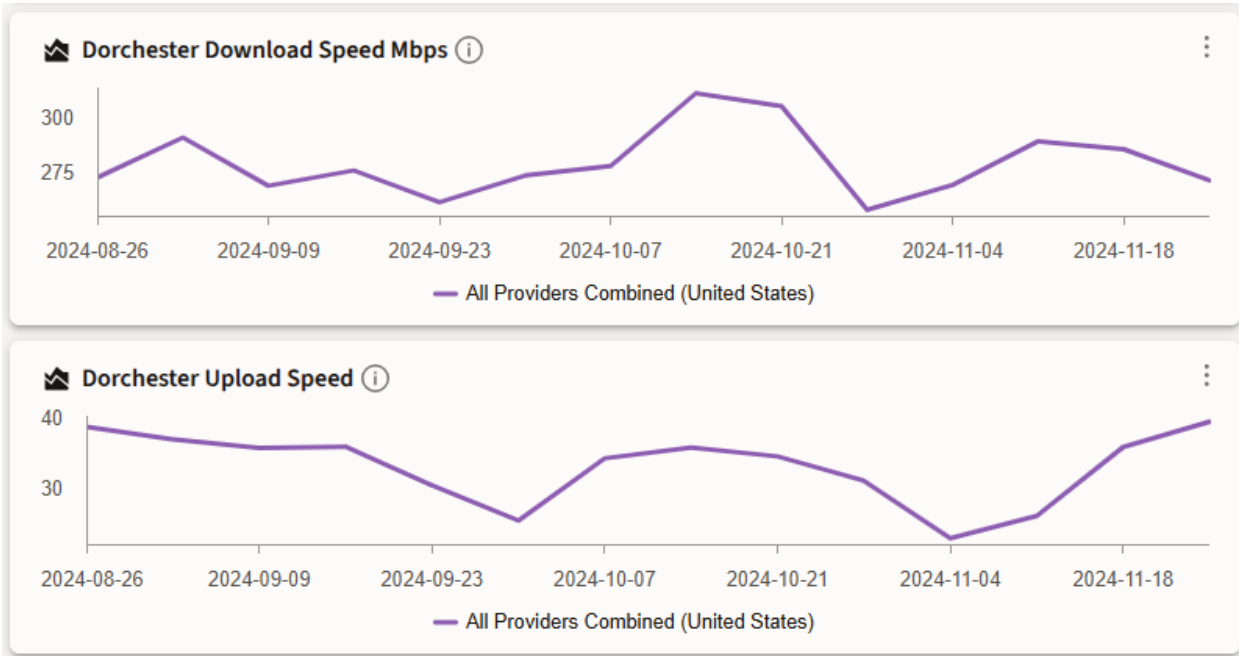 Dorchester Download Speed Mbps
300
275
2024-08-26 2024-09-09 2024-09-23 2024-10-07 2024-10-21 2024-11-04 2024-11-18
All Providers Combined (United States)
Dorchester Upload Speed
40
30
2024-08-26 2024-09-09 2024-09-23 2024-10-07 2024-10-21 2024-11-04 2024-11-18
All Providers Combined (United States)